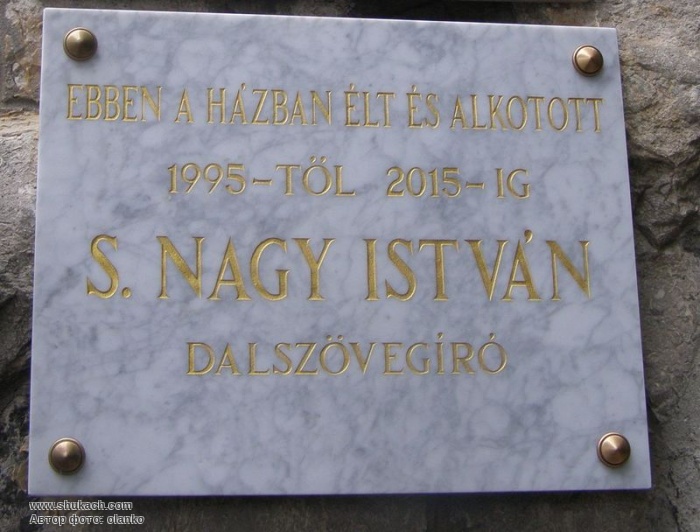 EBBEN A HÁZBAN ÉLT ÉS ALKOTOTT
1995-TŐL 2015-IG
S. NAGY ISTVÁN
DALSZÖVEGÍRÓ
www.shukach.com
Автор фото: olanko